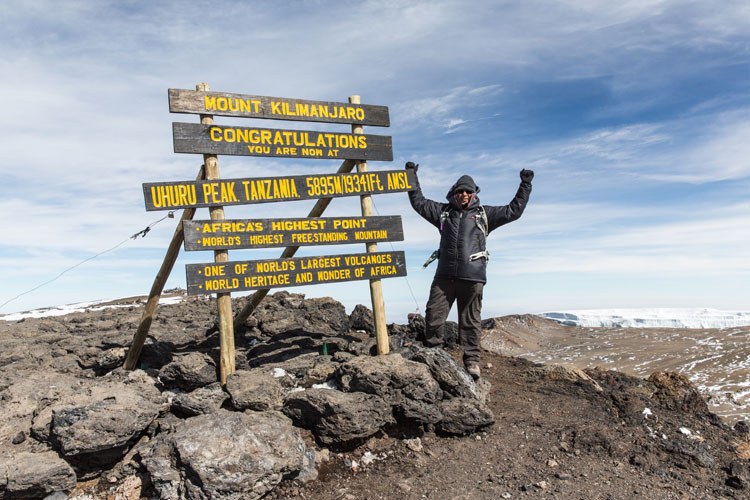 MOUNT KILIMANJARO
CONGRATULATIONS
YOU ARE NOW AT
UHURU PEAK, TANZANIA, 5895M/19341Ft AMSL
• AFRICA'S HIGHEST POINT
• WORLD'S HIGHEST FREE-STANDING MOUNTAIN
• ONE OF WORLD'S LARGEST VOLCANOES
• WORLD HERITAGE AND WONDER OF AFRICA